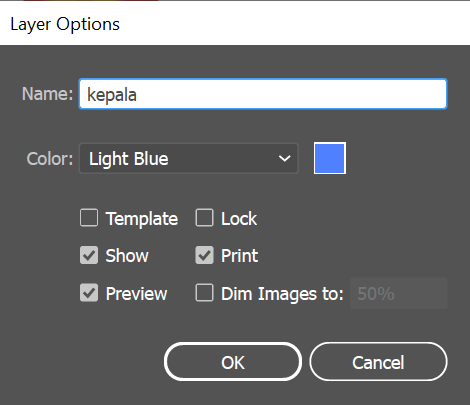 Layer Options
Name: kepala
Color: Light Blue
Template Lock
Show Print
Preview Dim Images to: 50%
OK Cancel